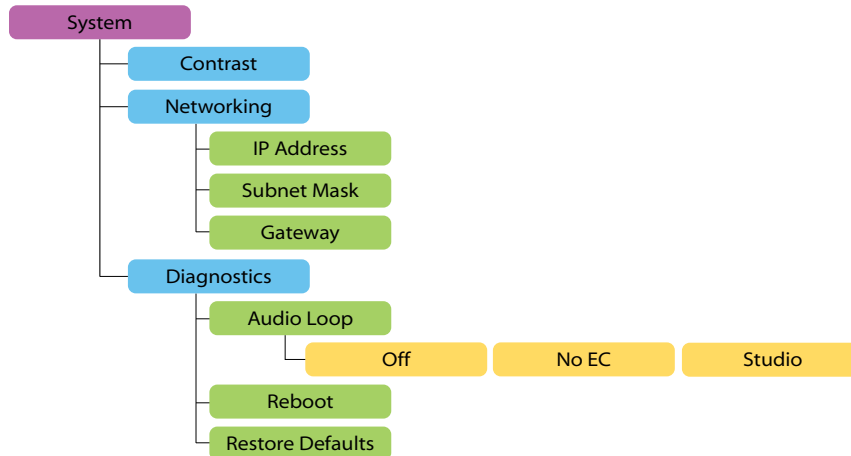 System
Contrast
Networking
IP Address
Subnet Mask
Gateway
Diagnostics
Audio Loop
Off No EC Studio
Reboot
Restore Defaults